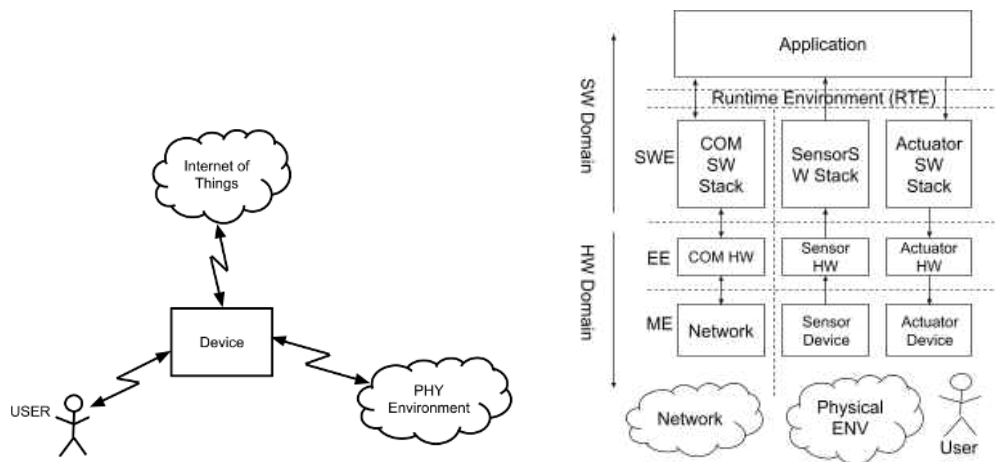 Internet of
Things
Device
USER
PHY
Environment
SW Domain
HW Domain
Application
Runtime Environment (RTE)
SWE
COM
SW
Stack
SensorS
W Stack
Actuator
SW
Stack
EE
COM HW
Sensor
HW
Actuator
HW
ME
Network
Sensor
Device
Actuator
Device
Network
Physical
ENV
User